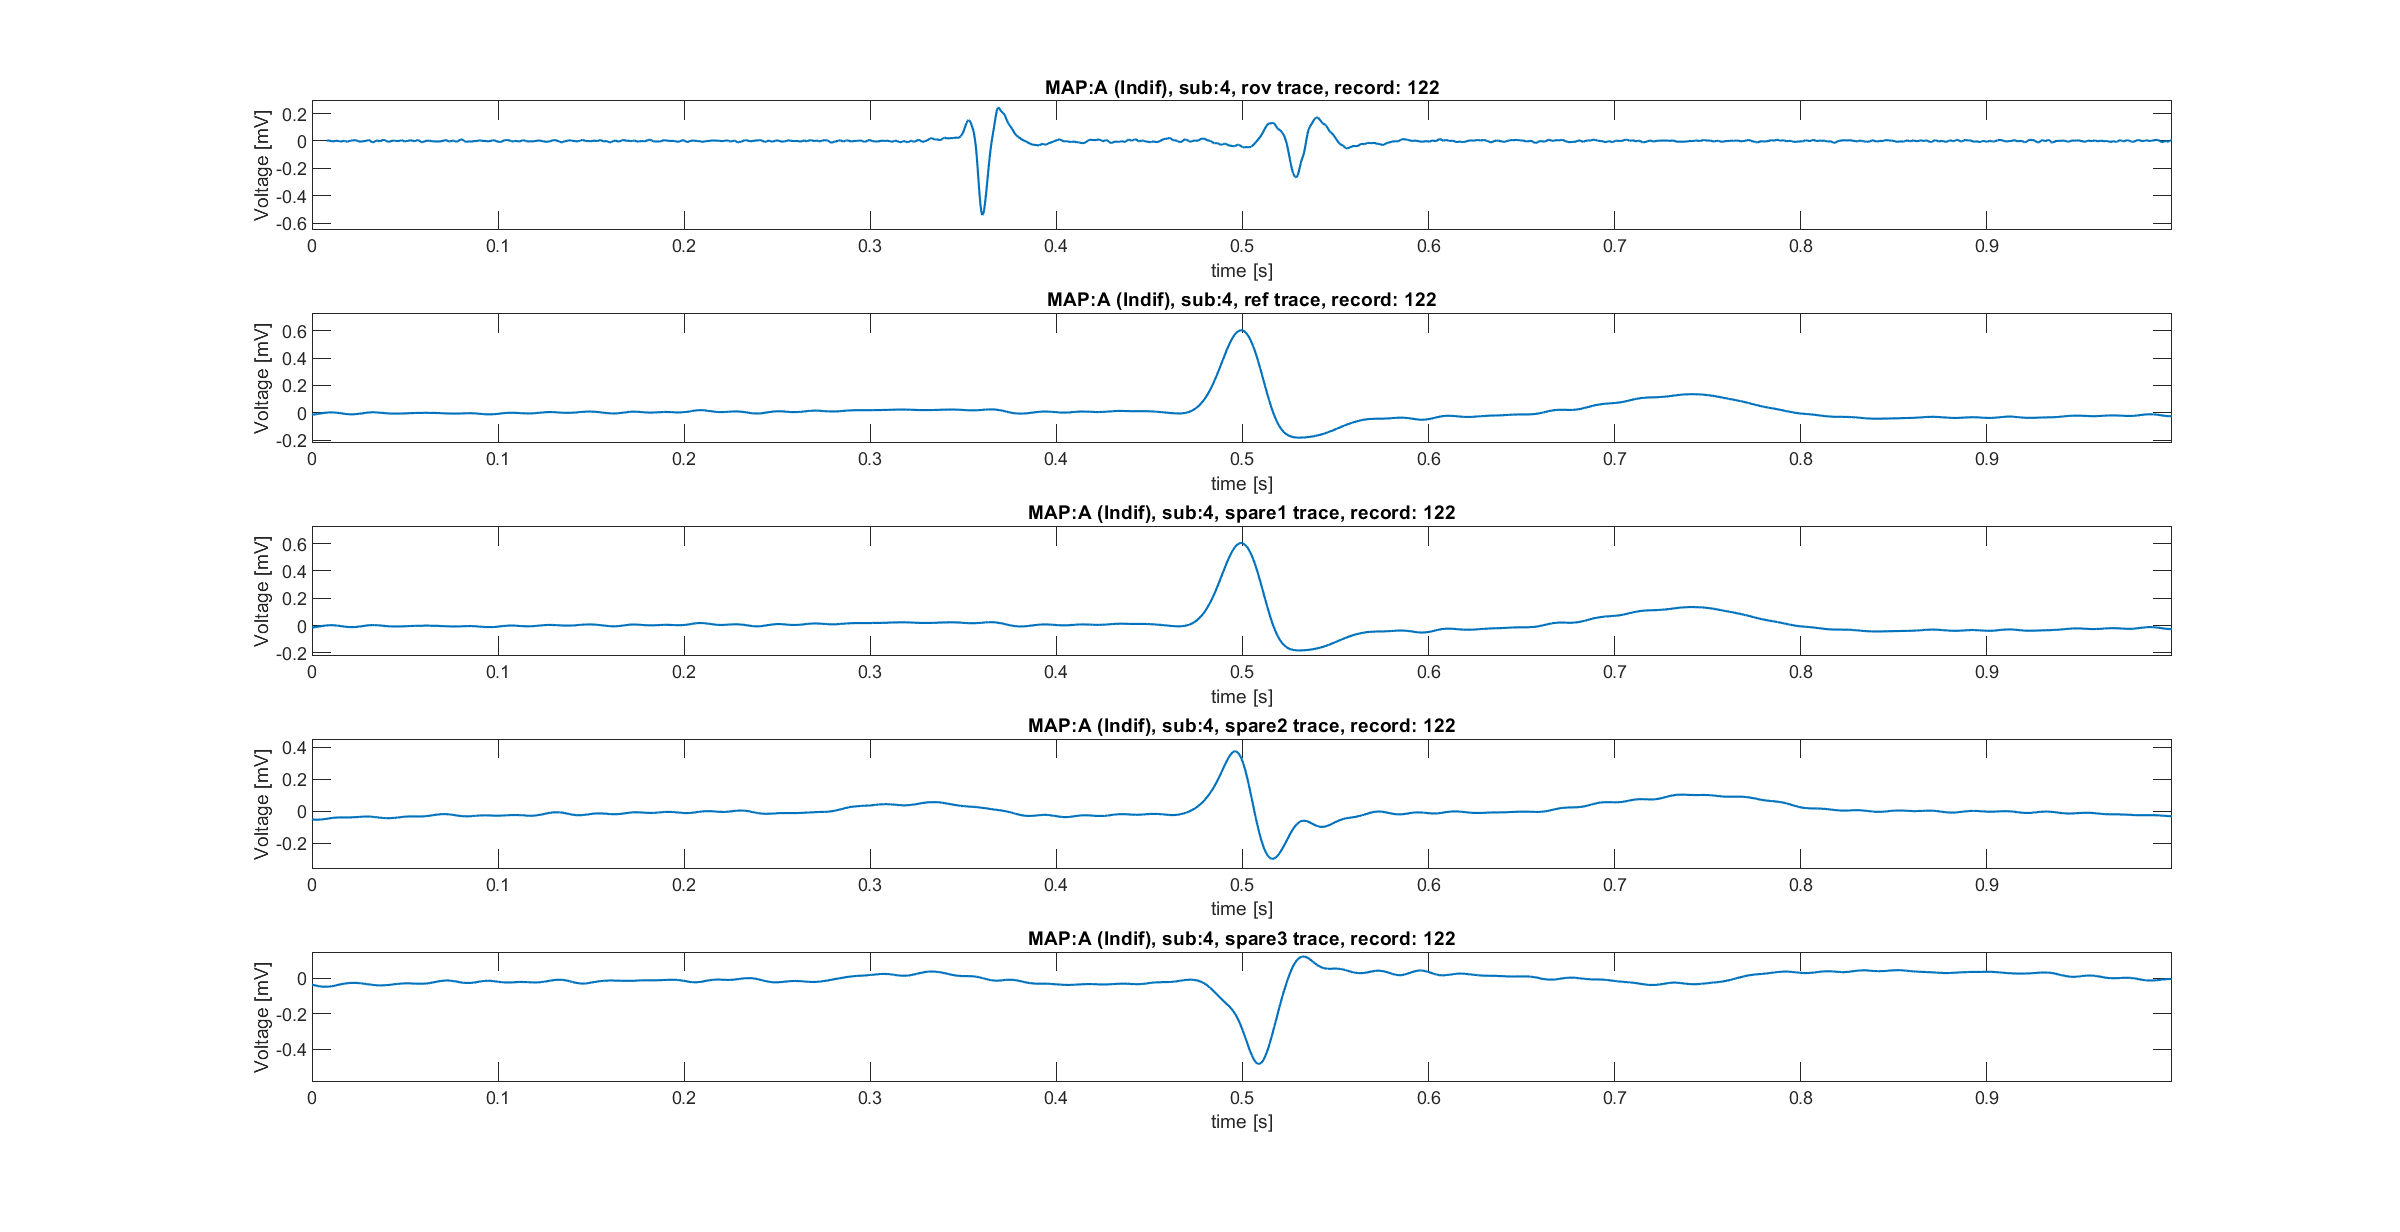 MAP:A (Indif), sub:4, rov trace, record: 122
Voltage [mV]
0.2
0
-0.2
-0.4
-0.6
0 0.1 0.2 0.3 0.4 0.5 0.6 0.7 0.8 0.9
time [s]
MAP:A (Indif), sub:4, ref trace, record: 122
Voltage [mV]
0.6
0.4
0.2
0
-0.2
0 0.1 0.2 0.3 0.4 0.5 0.6 0.7 0.8 0.9
time [s]
MAP:A (Indif), sub:4, spare1 trace, record: 122
Voltage [mV]
0.6
0.4
0.2
0
-0.2
0 0.1 0.2 0.3 0.4 0.5 0.6 0.7 0.8 0.9
time [s]
MAP:A (Indif), sub:4, spare2 trace, record: 122
Voltage [mV]
0.4
0.2
0
-0.2
0 0.1 0.2 0.3 0.4 0.5 0.6 0.7 0.8 0.9
time [s]
MAP:A (Indif), sub:4, spare3 trace, record: 122
Voltage [mV]
0
-0.2
-0.4
0 0.1 0.2 0.3 0.4 0.5 0.6 0.7 0.8 0.9
time [s]